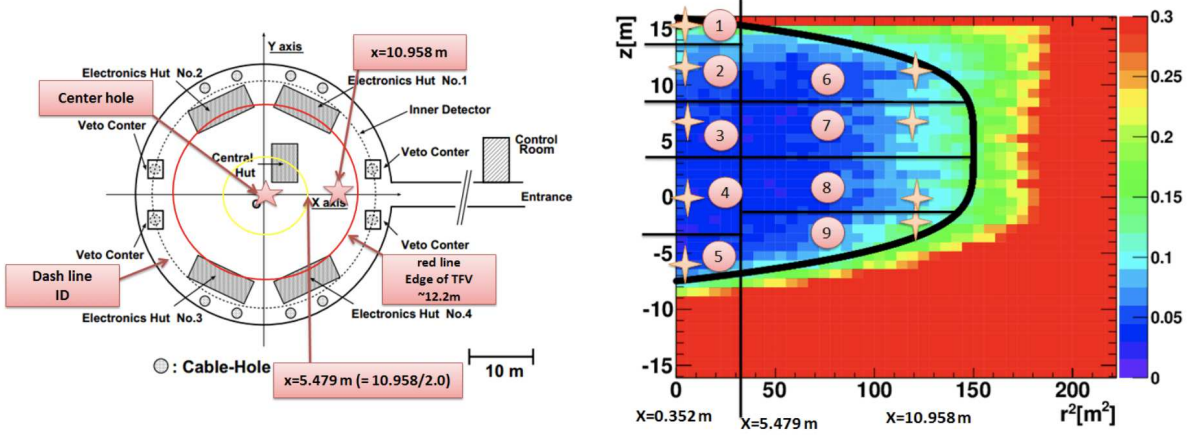 Y axis
x=10.958 m
Electronics Hut No.2
Electronics Hut No.1
Center hole
Inner Detector
Veto Conter
Veto Conter
Control
Room
Central
Hut
X axis
Entrance
Veto Conter
Veto Conter
Dash line
ID
red line
Edge of TFV
~12.2m
Electronics Hut No.3
Electronics Hut No.4
: Cable-Hole
x=5.479 m (= 10.958/2.0)
10 m
z[m]
15
10
5
0
-5
-10
-15
1
2
3
4
5
6
7
8
9
0.3
0.25
0.2
0.15
0.1
0.05
0
0
50
100
150
200
r²[m²]
X=0.352 m
X=5.479 m
X=10.958 m